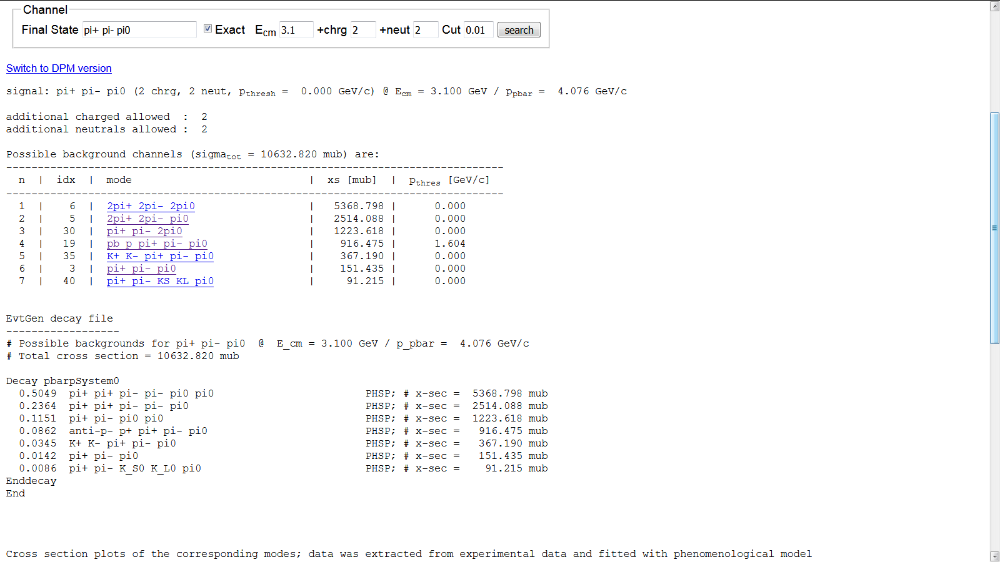 Channel
Final State pi+ pi- pi0 Exact Ecm 3.1 +chrg 2 +neut 2 Cut 0.01 search
Switch to DPM version
signal: pi+ pi- pi0 (2 chrg, 2 neut, pthresh = 0.000 GeV/c) @ Ecm = 3.100 GeV / ppbar = 4.076 GeV/c
additional charged allowed : 2
additional neutrals allowed : 2
Possible background channels (sigmatot = 10632.820 mub) are:
-------------------------------------------------------------------------------
n | idx | mode | xs [mub] | pthres [GeV/c]
-------------------------------------------------------------------------------
1 | 6 | 2pi+ 2pi- 2pi0 | 5368.798 | 0.000
2 | 5 | 2pi+ 2pi- pi0 | 2514.088 | 0.000
3 | 30 | pi+ pi- 2pi0 | 1223.618 | 0.000
4 | 19 | pb p pi+ pi- pi0 | 916.475 | 1.604
5 | 35 | K+ K- pi+ pi- pi0 | 367.190 | 0.000
6 | 3 | pi+ pi- pi0 | 151.435 | 0.000
7 | 40 | pi+ pi- KS KL pi0 | 91.215 | 0.000
EvtGen decay file
------------------
# Possible backgrounds for pi+ pi- pi0 @ E_cm = 3.100 GeV / p_pbar = 4.076 GeV/c
# Total cross section = 10632.820 mub
Decay pbarpSystem0
0.5049 pi+ pi+ pi- pi- pi0 pi0 PHSP; # x-sec = 5368.798 mub
0.2364 pi+ pi+ pi- pi- pi0 PHSP; # x-sec = 2514.088 mub
0.1151 pi+ pi- pi0 pi0 PHSP; # x-sec = 1223.618 mub
0.0862 anti-p- p+ pi+ pi- pi0 PHSP; # x-sec = 916.475 mub
0.0345 K+ K- pi+ pi- pi0 PHSP; # x-sec = 367.190 mub
0.0142 pi+ pi- pi0 PHSP; # x-sec = 151.435 mub
0.0086 pi+ pi- K_S0 K_L0 pi0 PHSP; # x-sec = 91.215 mub
Enddecay
End
Cross section plots of the corresponding modes; data was extracted from experimental data and fitted with phenomenological model